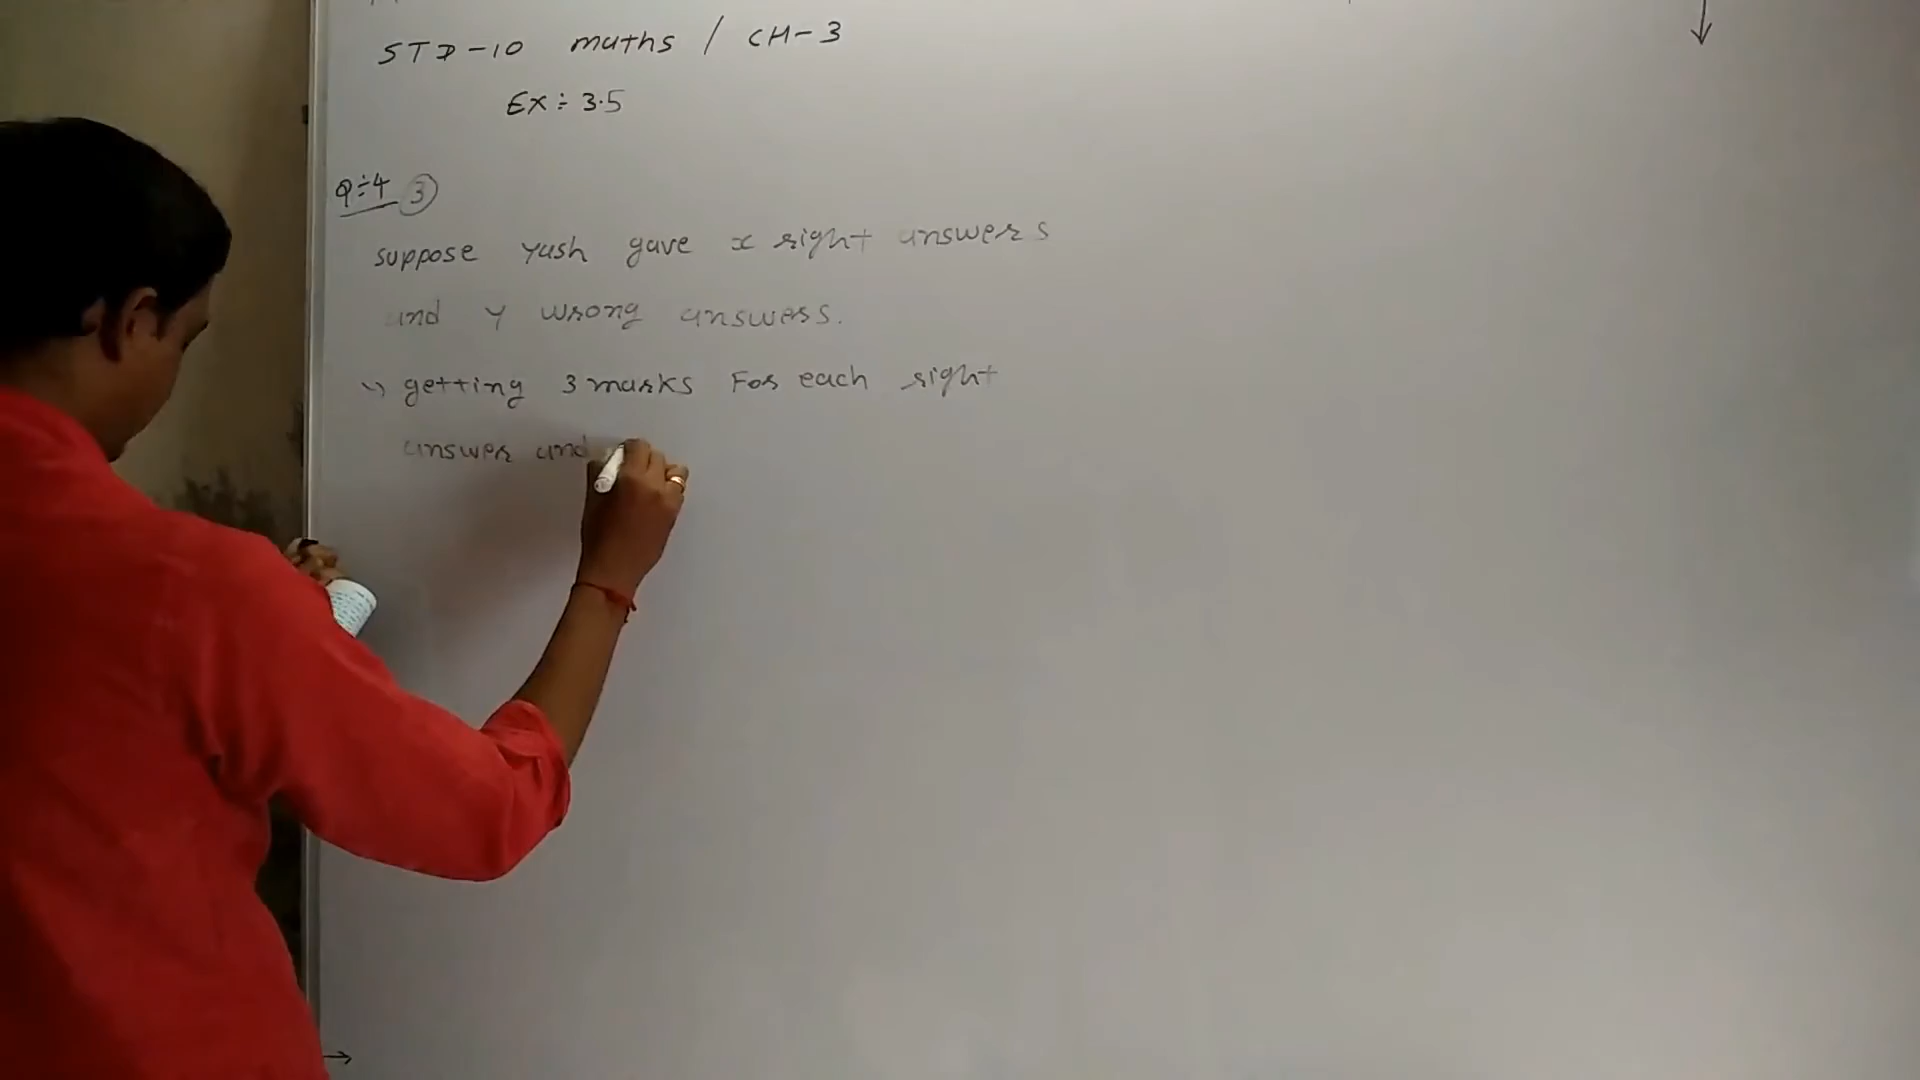 STD-10 maths / CH-3
EX÷ 3.5
Q÷4 3
suppose Yash gave x right answers
and y wrong answers.
↪ getting 3 marks For each right
answer and